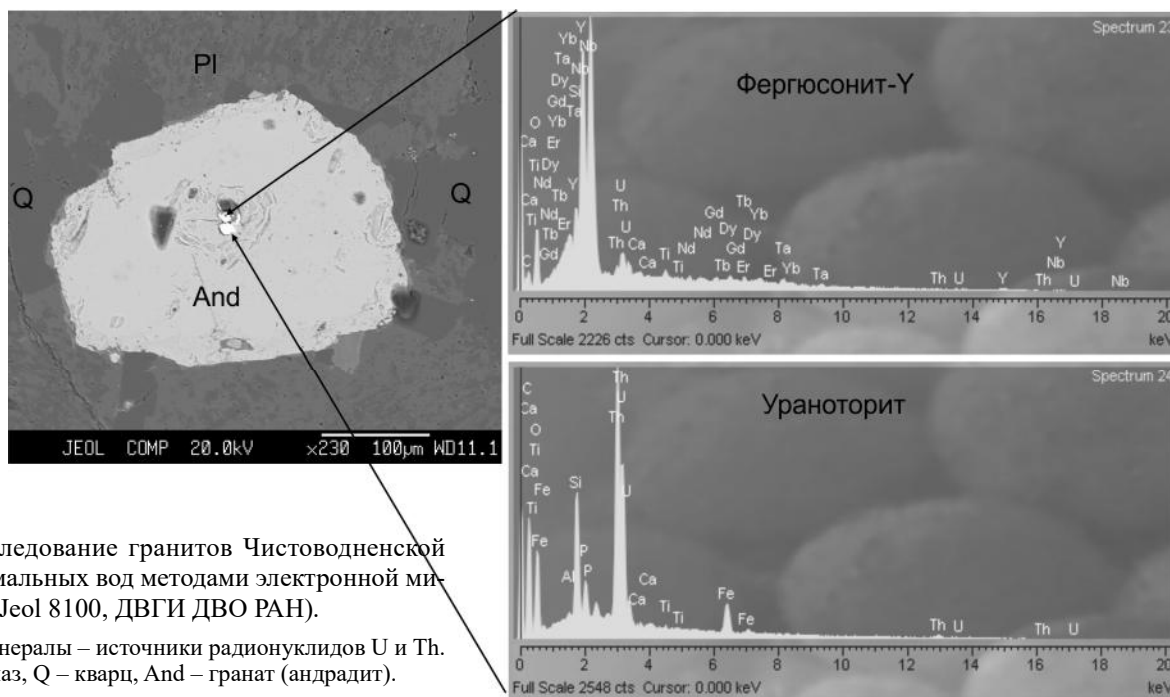 Pl
Q
Q
And
JEOL COMP 20.0kV ×230 100μm WD11.1
Spectrum 23
Фергюсонит-Y
Y
Yb Y
Ta Nb
Dy Nb
Gd Si
O Yb Ta
Ca Er
Ti Dy
Ca Nd Y
Ti Nd Tb
C Tb Er
Gd
U
Th
U
Th Ca
Ca
Ti
Ti
Nd
Nd
Gd
Dy
Gd
Tb
Tb
Yb
Dy
Er
Er
Yb
Ta
Ta
Th U Y Th U Nb
Y
Nb
0 2 4 6 8 10 12 14 16 18 20
Full Scale 2226 cts Cursor: 0.000 keV keV
Spectrum 24
Ураноторит
C
Ca
O
Ti
Ca
Fe
Ti
Fe
Si
P
Al P
Th
U
Th
U
Ca
Ca
Ti
Ti
Fe
Fe
Th U Th U
0 2 4 6 8 10 12 14 16 18 20
Full Scale 2548 cts Cursor: 0.000 keV keV
ледование гранитов Чистоводненской
мальных вод методами электронной ми-
Jeol 8100, ДВГИ ДВО РАН).
нералы – источники радионуклидов U и Th.
аз, Q – кварц, And – гранат (андрадит).